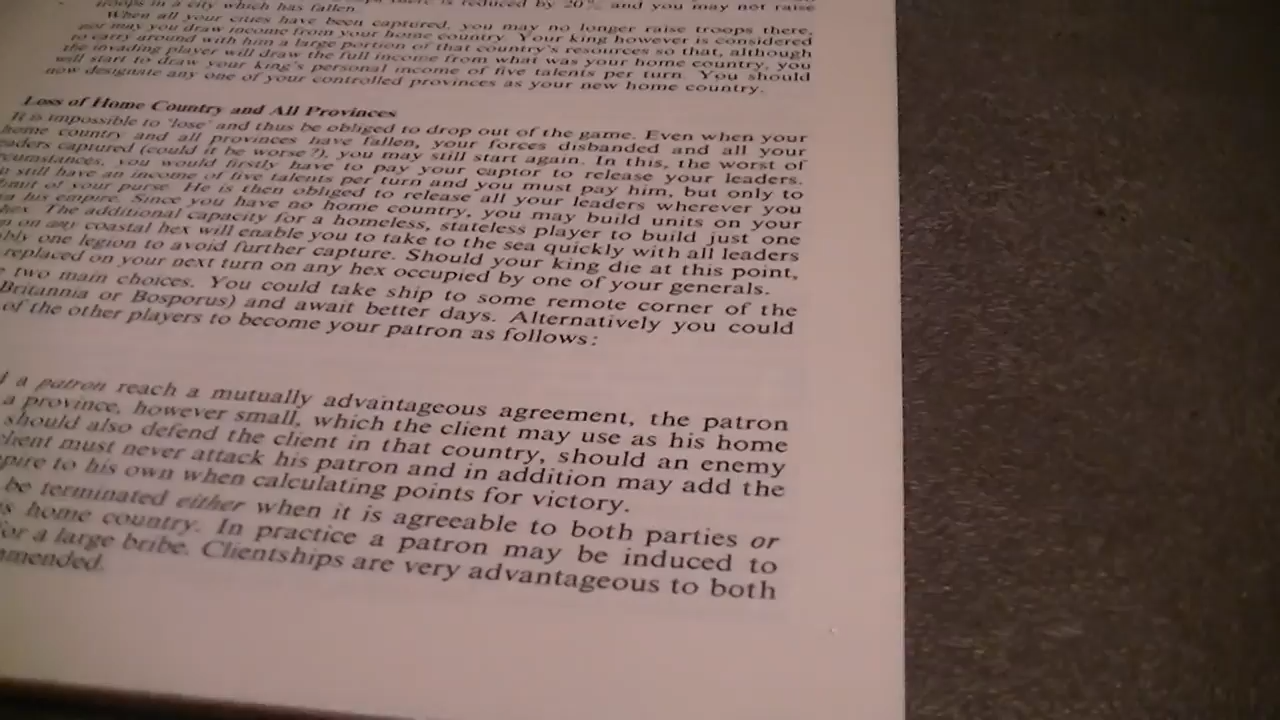 troops in a city which has fallen. is reduced by 20% and you may not raise
When all your cities have been captured, you may no longer raise troops there,
nor may you draw income from your home country. Your king however is considered
to carry around with him a large portion of that country's resources so that, although
the invading player will draw the full income from what was your home country, you
will start to draw your king's personal income of five talents per turn. You should
now designate any one of your controlled provinces as your new home country.
Loss of Home Country and All Provinces
It is impossible to 'lose' and thus be obliged to drop out of the game. Even when your
home country and all provinces have fallen, your forces disbanded and all your
captured (could it be worse?), you may still start again. In this, the worst of
you would firstly have to pay your captor to release your leaders.
still have an income of five talents per turn and you must pay him, but only to
of your purse. He is then obliged to release all your leaders wherever you
his empire. Since you have no home country, you may build units on your
hex. The additional capacity for a homeless, stateless player to build just one
on any coastal hex will enable you to take to the sea quickly with all leaders
one legion to avoid further capture. Should your king die at this point,
replaced on your next turn on any hex occupied by one of your generals.
two main choices. You could take ship to some remote corner of the
Britannia or Bosporus) and await better days. Alternatively you could
of the other players to become your patron as follows:
a patron reach a mutually advantageous agreement, the patron
a province, however small, which the client may use as his home
should also defend the client in that country, should an enemy
client must never attack his patron and in addition may add the
to his own when calculating points for victory.
be terminated either when it is agreeable to both parties or
home country. In practice a patron may be induced to
for a large bribe. Clientships are very advantageous to both